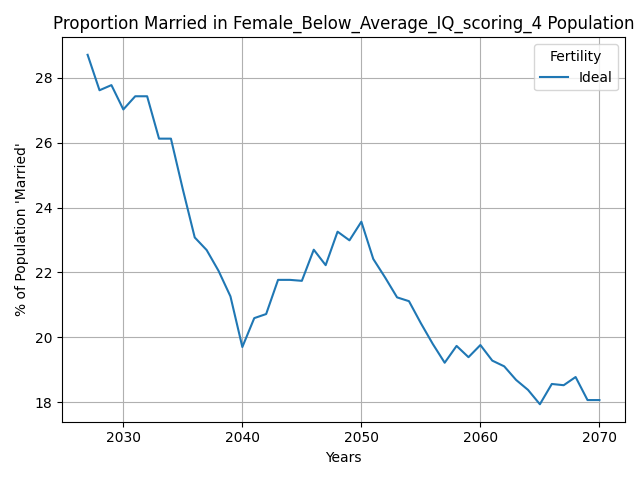 Proportion Married in Female_Below_Average_IQ_scoring_4 Population
Fertility
Ideal
% of Population 'Married'
28
26
24
22
20
18
2030 2040 2050 2060 2070
Years